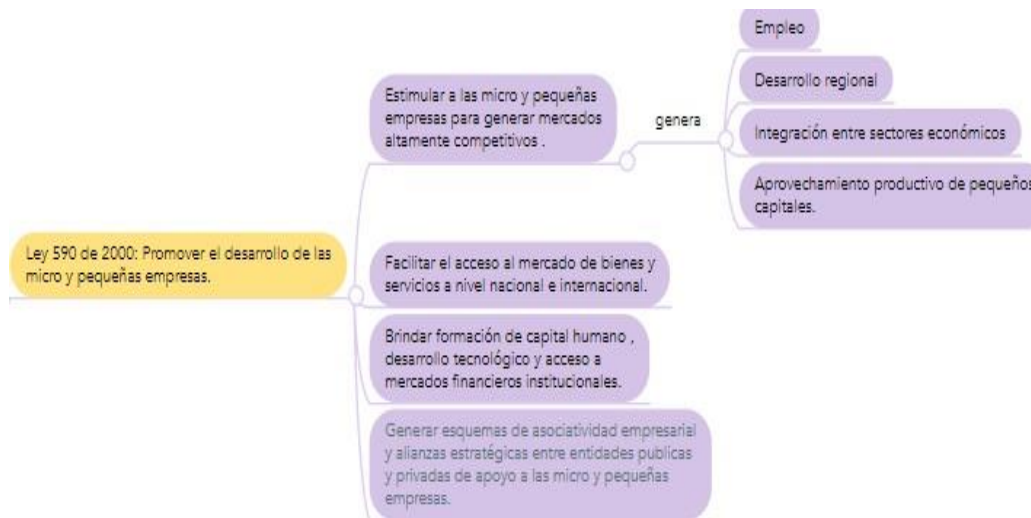 Ley 590 de 2000: Promover el desarrollo de las
micro y pequeñas empresas.
Estimular a las micro y pequeñas
empresas para generar mercados
altamente competitivos .
genera
Empleo
Desarrollo regional
Integración entre sectores económicos
Aprovechamiento productivo de pequeños
capitales.
Facilitar el acceso al mercado de bienes y
servicios a nivel nacional e internacional.
Brindar formación de capital humano ,
desarrollo tecnológico y acceso a
mercados financieros institucionales.
Generar esquemas de asociatividad empresarial
y alianzas estratégicas entre entidades publicas
y privadas de apoyo a las micro y pequeñas
empresas.